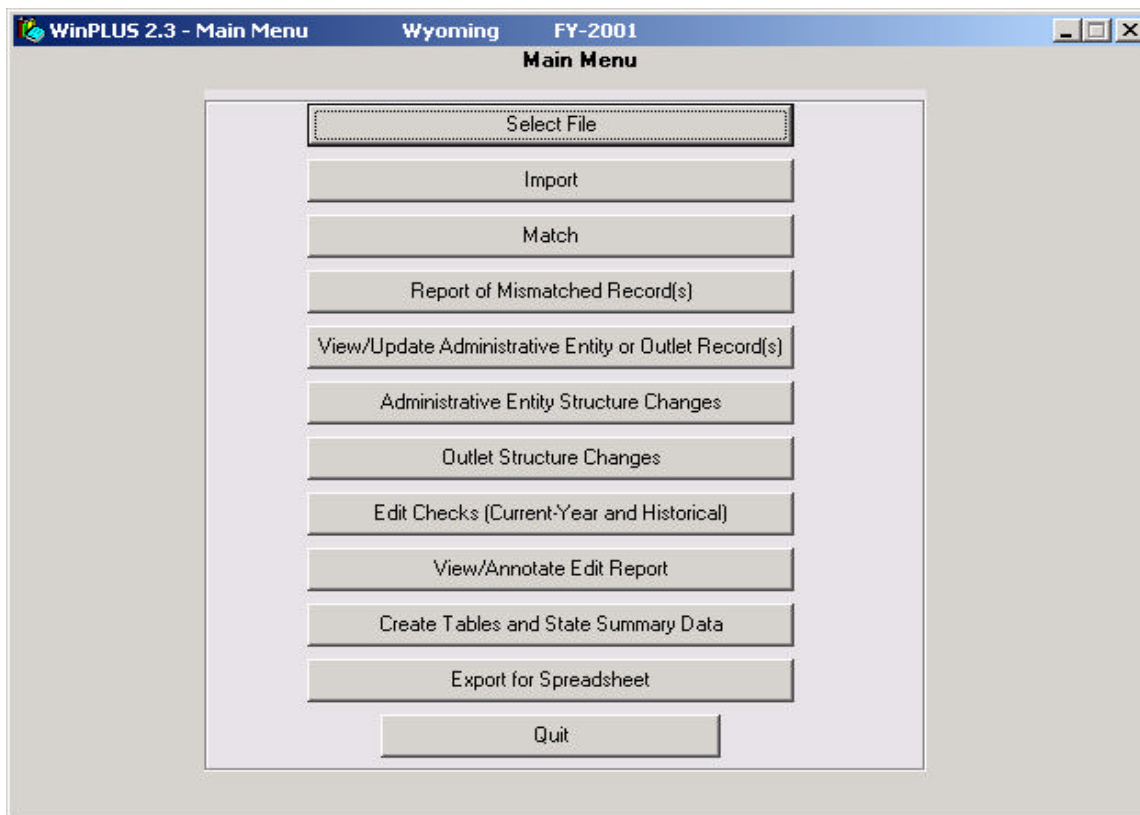 WinPLUS 2.3 - Main Menu Wyoming FY-2001
Main Menu
Select File
Import
Match
Report of Mismatched Record(s)
View/Update Administrative Entity or Outlet Record(s)
Administrative Entity Structure Changes
Outlet Structure Changes
Edit Checks (Current-Year and Historical)
View/Annotate Edit Report
Create Tables and State Summary Data
Export for Spreadsheet
Quit